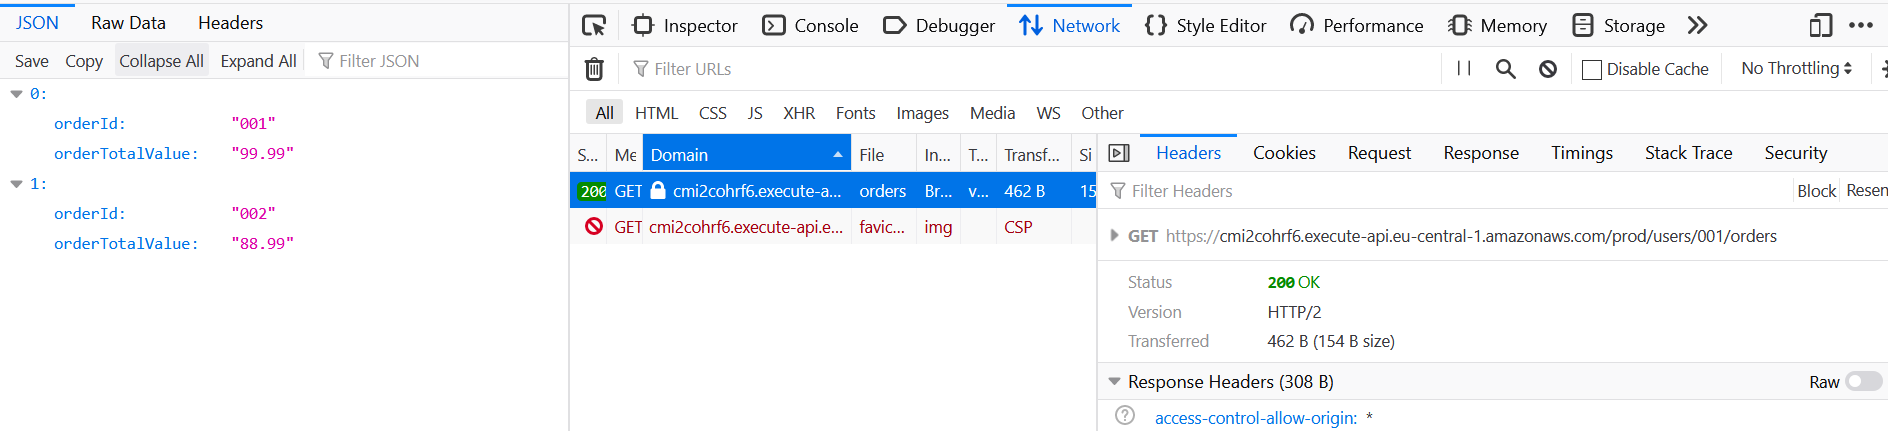 JSON Raw Data Headers
Save Copy Collapse All Expand All Filter JSON
0:
orderId: "001"
orderTotalValue: "99.99"
1:
orderId: "002"
orderTotalValue: "88.99"
Inspector Console Debugger Network Style Editor Performance Memory Storage
Filter URLs Disable Cache No Throttling
All HTML CSS JS XHR Fonts Images Media WS Other
S... Me Domain File In... T... Transf... Si
200 GET cmi2cohrf6.execute-a... orders Br... v... 462 B 15
GET cmi2cohrf6.execute-api.e... favic... img CSP
Headers Cookies Request Response Timings Stack Trace Security
Filter Headers Block Resen
GET https://cmi2cohrf6.execute-api.eu-central-1.amazonaws.com/prod/users/001/orders
Status 200 OK
Version HTTP/2
Transferred 462 B (154 B size)
Response Headers (308 B) Raw
access-control-allow-origin: *